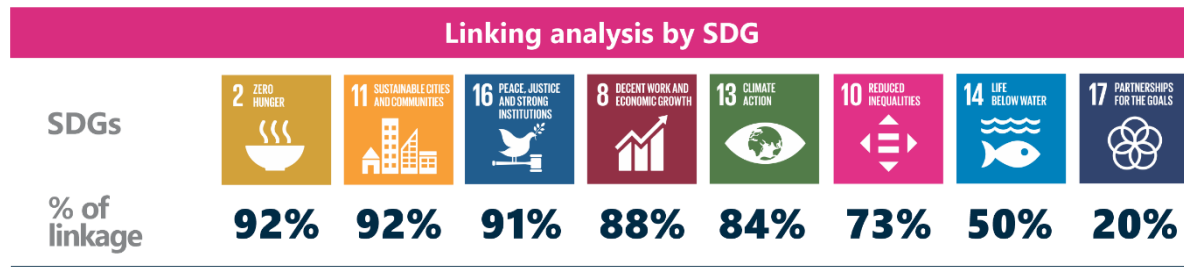 Linking analysis by SDG
SDGs
2 ZERO
HUNGER
11 SUSTAINABLE CITIES
AND COMMUNITIES
16 PEACE, JUSTICE
AND STRONG
INSTITUTIONS
8 DECENT WORK AND
ECONOMIC GROWTH
13 CLIMATE
ACTION
10 REDUCED
INEQUALITIES
14 LIFE
BELOW WATER
17 PARTNERSHIPS
FOR THE GOALS
% of
linkage
92% 92% 91% 88% 84% 73% 50% 20%